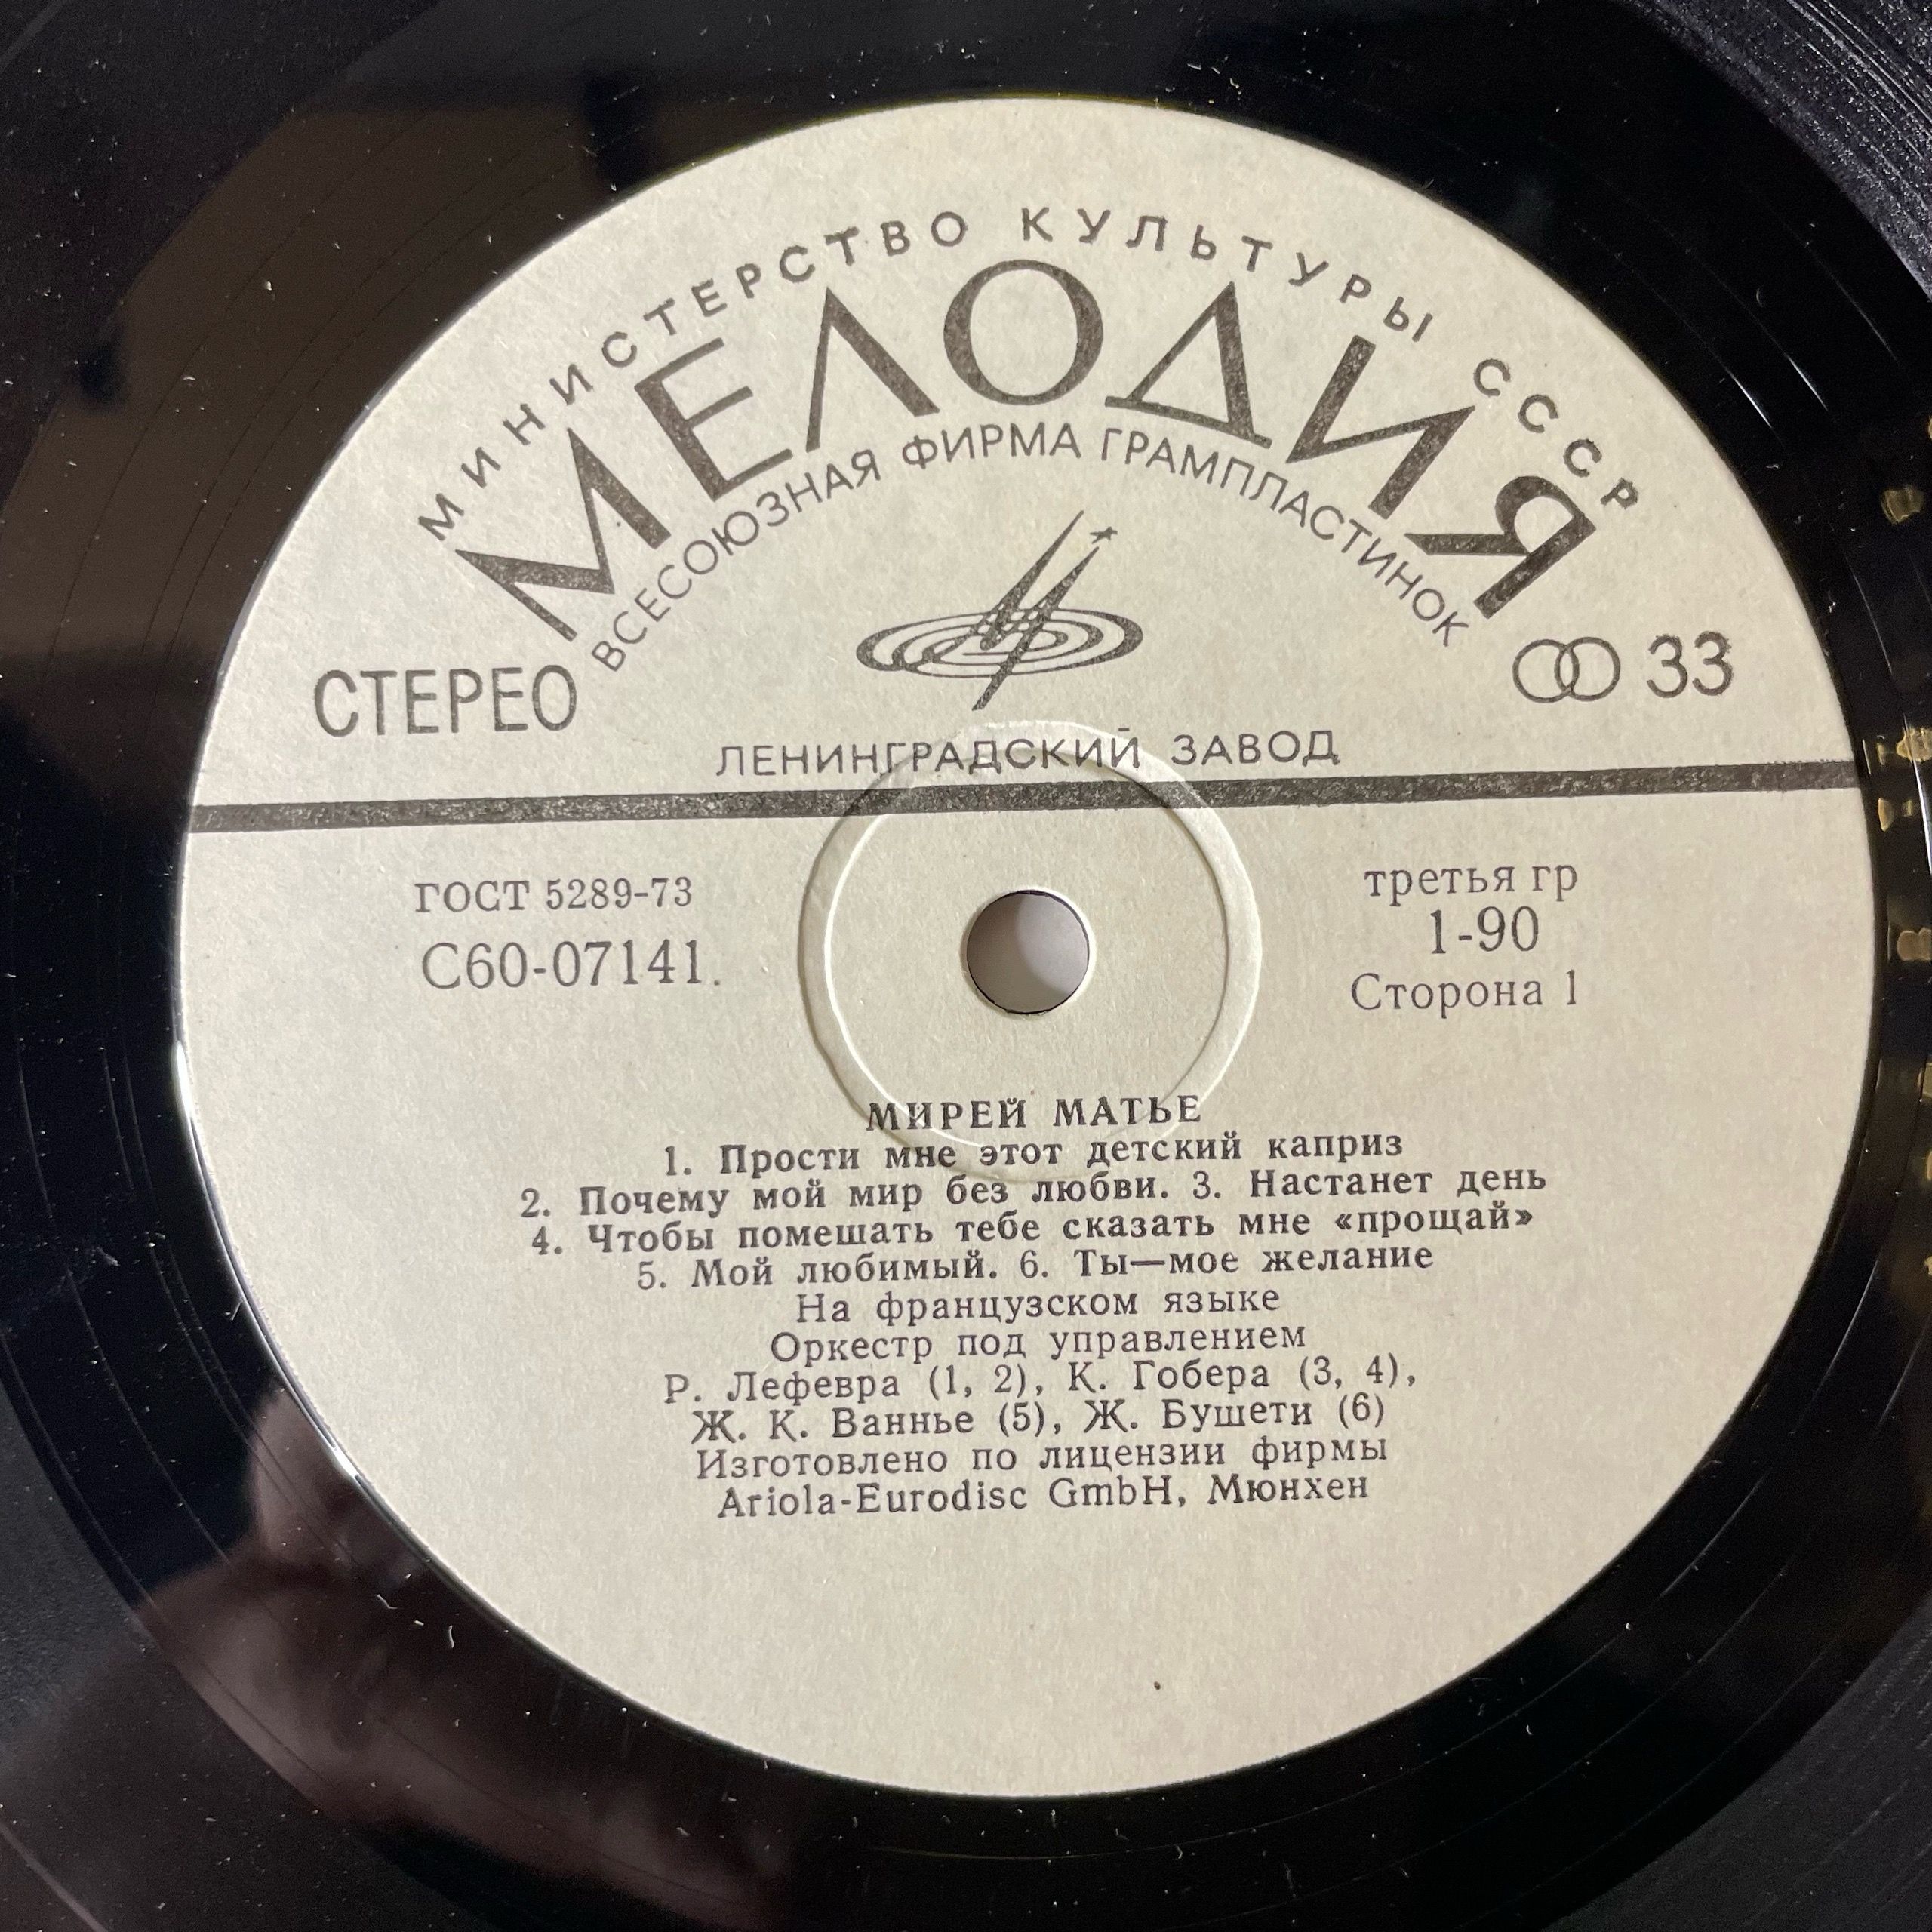 МИНИСТЕРСТВО КУЛЬТУРЫ СССР
МЕЛОДИЯ
ВСЕСОЮЗНАЯ ФИРМА ГРАМПЛАСТИНОК
СТЕРЕО
33
ЛЕНИНГРАДСКИЙ ЗАВОД
ГОСТ 5289-73
С60-07141.
третья гр
1-90
Сторона 1
МИРЕЙ МАТЬЕ
1. Прости мне этот детский каприз
2. Почему мой мир без любви. 3. Настанет день
4. Чтобы помешать тебе сказать мне «прощай»
5. Мой любимый. 6. Ты—мое желание
На французском языке
Оркестр под управлением
Р. Лефевра (1, 2), К. Гобера (3, 4),
Ж. К. Ваннье (5), Ж. Бушети (6)
Изготовлено по лицензии фирмы
Ariola-Eurodisc GmbH, Мюнхен